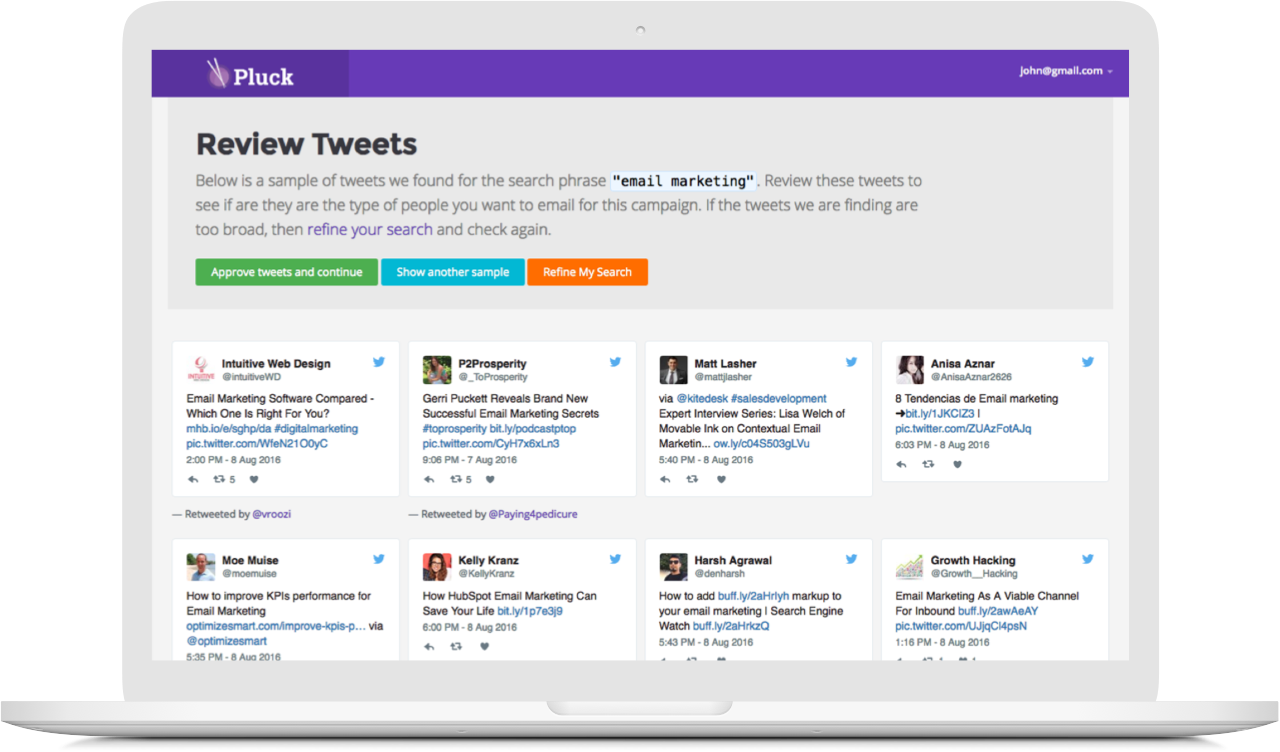 Pluck
john@gmail.com
Review Tweets
Below is a sample of tweets we found for the search phrase "email marketing". Review these tweets to
see if are they are the type of people you want to email for this campaign. If the tweets we are finding are
too broad, then refine your search and check again.
Approve tweets and continue
Show another sample
Refine My Search
Intuitive Web Design
@intuitiveWD
Email Marketing Software Compared -
Which One Is Right For You?
mhb.io/e/sghp/da #digitalmarketing
pic.twitter.com/WfeN21O0yC
2:00 PM - 8 Aug 2016
5
— Retweeted by @vroozi
P2Prosperity
@_ToProsperity
Gerri Puckett Reveals Brand New
Successful Email Marketing Secrets
#toprosperity bit.ly/podcastptop
pic.twitter.com/CyH7x6xLn3
9:06 PM - 7 Aug 2016
5
— Retweeted by @Paying4pedicure
Matt Lasher
@mattjlasher
via @kitedesk #salesdevelopment
Expert Interview Series: Lisa Welch of
Movable Ink on Contextual Email
Marketin... ow.ly/c04S503gLVu
5:40 PM - 8 Aug 2016
Anisa Aznar
@AnisaAznar2626
8 Tendencias de Email marketing
➜bit.ly/1JKCIZ3 |
pic.twitter.com/ZUAzFotAJq
6:03 PM - 8 Aug 2016
Moe Muise
@moemuise
How to improve KPIs performance for
Email Marketing
optimizesmart.com/improve-kpis-p... via
@optimizesmart
5:35 PM - 8 Aug 2016
Kelly Kranz
@KellyKranz
How HubSpot Email Marketing Can
Save Your Life bit.ly/1p7e3j9
6:00 PM - 8 Aug 2016
Harsh Agrawal
@denharsh
How to add buff.ly/2aHrIyh markup to
your email marketing | Search Engine
Watch buff.ly/2aHrkzQ
5:43 PM - 8 Aug 2016
Growth Hacking
@Growth__Hacking
Email Marketing As A Viable Channel
For Inbound buff.ly/2awAeAY
pic.twitter.com/UJjqCl4psN
1:16 PM - 8 Aug 2016